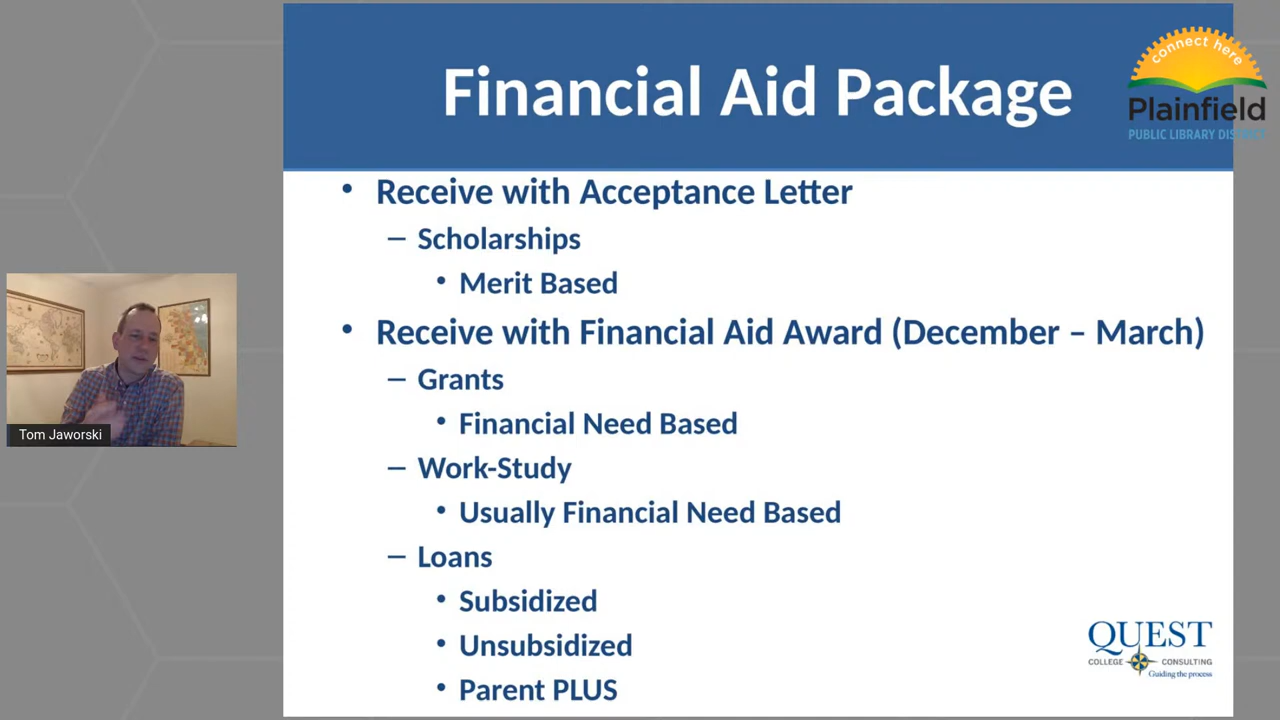 Financial Aid Package
connect here
Plainfield
PUBLIC LIBRARY DISTRICT
• Receive with Acceptance Letter
– Scholarships
• Merit Based
• Receive with Financial Aid Award (December – March)
– Grants
• Financial Need Based
– Work-Study
• Usually Financial Need Based
– Loans
• Subsidized
• Unsubsidized
• Parent PLUS
Tom Jaworski
QUEST
COLLEGE CONSULTING
Guiding the process